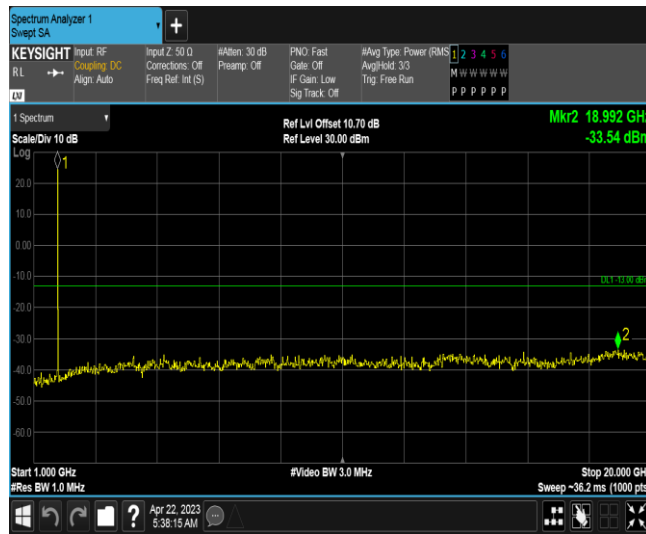 Spectrum Analyzer 1
Swept SA
+
KEYSIGHT
RL
LXI
Input: RF
Coupling: DC
Align: Auto
Input Z: 50 Ω
Corrections: Off
Freq Ref: Int (S)
#Atten: 30 dB
Preamp: Off
PNO: Fast
Gate: Off
IF Gain: Low
Sig Track: Off
#Avg Type: Power (RMS
Avg|Hold: 3/3
Trig: Free Run
1 2 3 4 5 6
M W W W W W
P P P P P P
1 Spectrum
Scale/Div 10 dB
Ref Lvl Offset 10.70 dB
Ref Level 30.00 dBm
Mkr2 18.992 GH
-33.54 dBm
Log
1
20.0
10.0
0.00
-10.0
DL1 -13.00 dB
-20.0
-30.0
2
-40.0
-50.0
-60.0
Start 1.000 GHz
#Video BW 3.0 MHz
Stop 20.000 GH
#Res BW 1.0 MHz
Sweep ~36.2 ms (1000 pts
?
Apr 22, 2023
5:38:15 AM